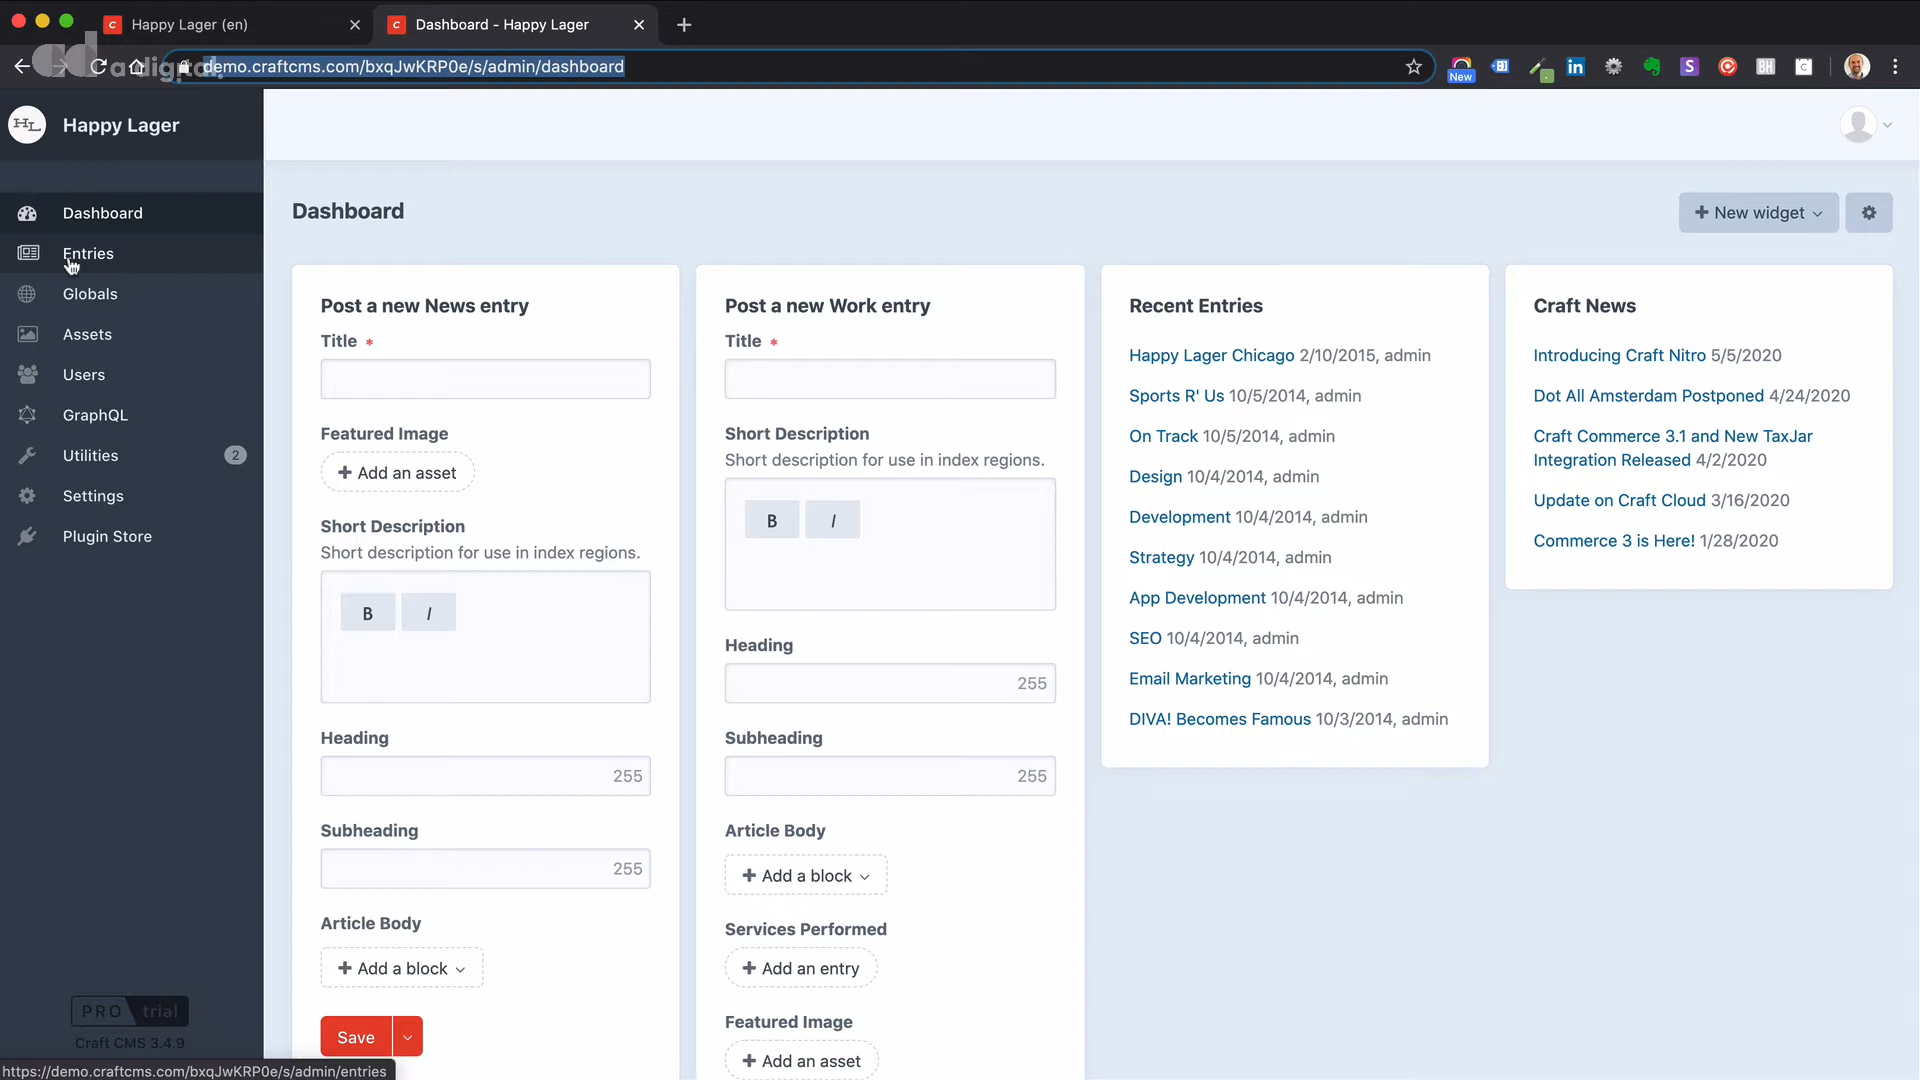 Happy Lager (en)
Dashboard - Happy Lager
adigital
demo.craftcms.com/bxqJwKRP0e/s/admin/dashboard
New
HL
Happy Lager
Dashboard
Entries
Globals
Assets
Users
GraphQL
Utilities
2
Settings
Plugin Store
PRO trial
Craft CMS 3.4.9
https://demo.craftcms.com/bxqJwKRP0e/s/admin/entries
Dashboard
New widget
Post a new News entry
Title *
Featured Image
Add an asset
Short Description
Short description for use in index regions.
B I
Heading
255
Subheading
255
Article Body
Add a block
Save
Post a new Work entry
Title *
Short Description
Short description for use in index regions.
B I
Heading
255
Subheading
255
Article Body
Add a block
Services Performed
Add an entry
Featured Image
Add an asset
Recent Entries
Happy Lager Chicago 2/10/2015, admin
Sports R' Us 10/5/2014, admin
On Track 10/5/2014, admin
Design 10/4/2014, admin
Development 10/4/2014, admin
Strategy 10/4/2014, admin
App Development 10/4/2014, admin
SEO 10/4/2014, admin
Email Marketing 10/4/2014, admin
DIVA! Becomes Famous 10/3/2014, admin
Craft News
Introducing Craft Nitro 5/5/2020
Dot All Amsterdam Postponed 4/24/2020
Craft Commerce 3.1 and New TaxJar
Integration Released 4/2/2020
Update on Craft Cloud 3/16/2020
Commerce 3 is Here! 1/28/2020